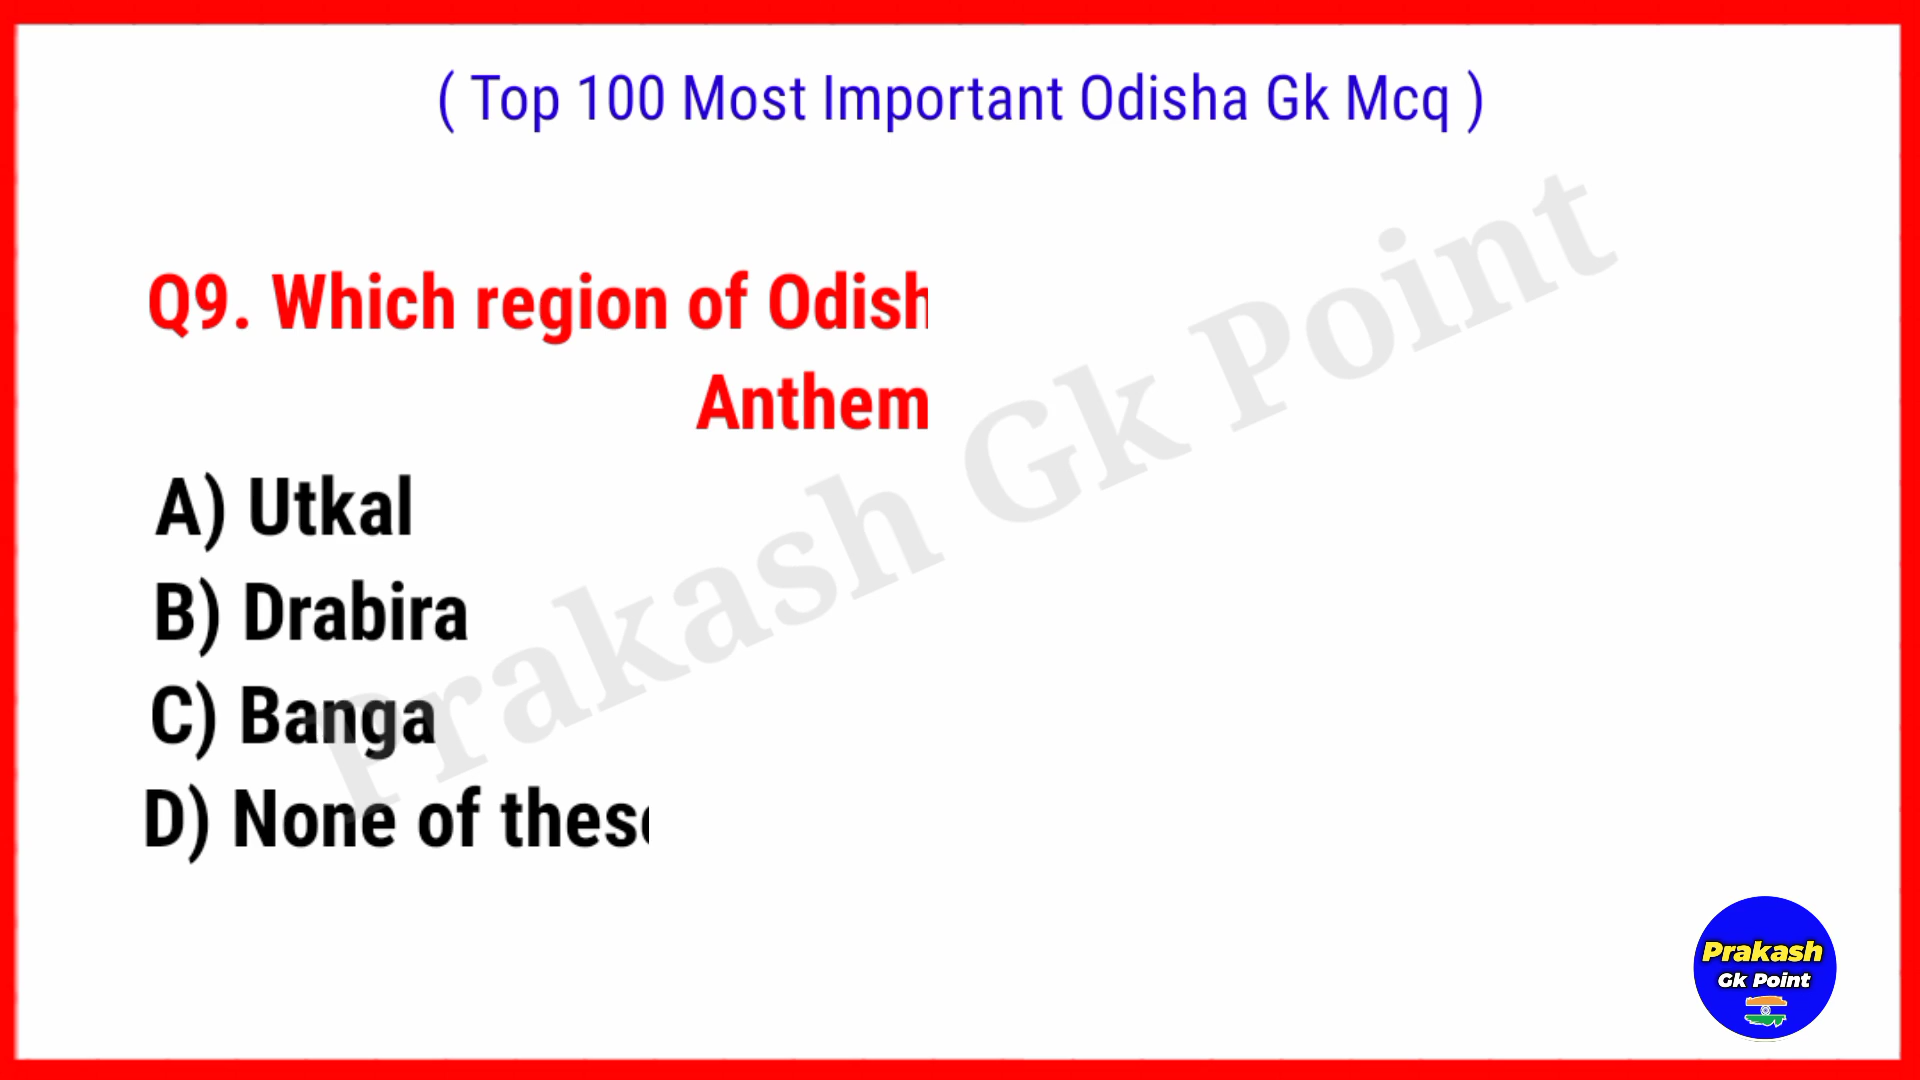 ( Top 100 Most Important Odisha Gk Mcq )
Q9. Which region of Odish
Anthem
A) Utkal
B) Drabira
C) Banga
D) None of thes
Prakash Gk Point
Prakash
Gk Point